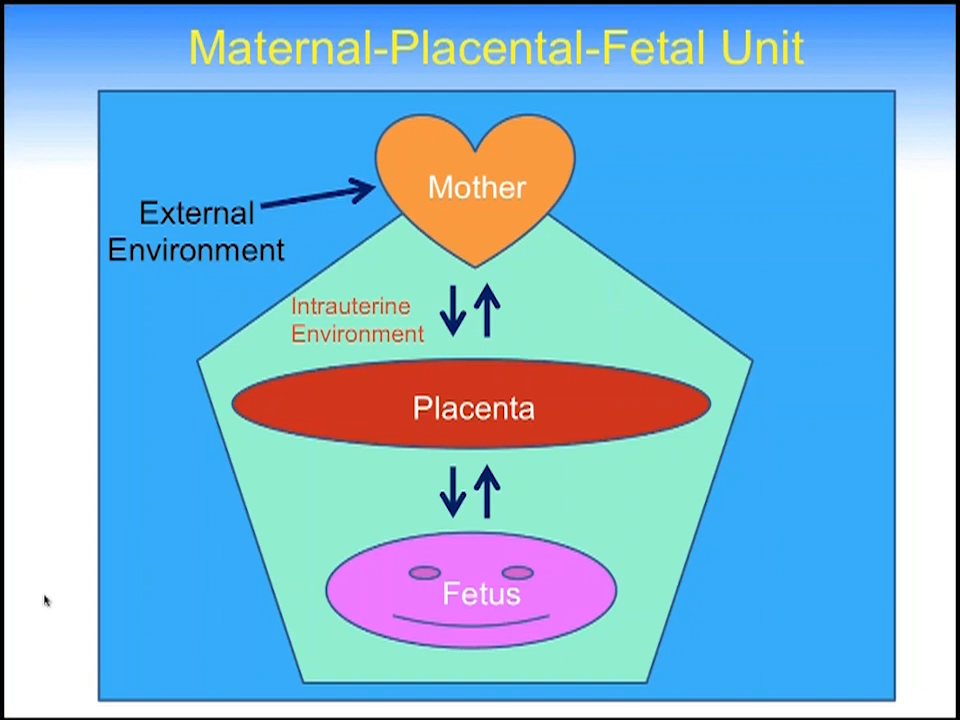 Maternal-Placental-Fetal Unit
Mother
External
Environment
Intrauterine
Environment
Placenta
Fetus